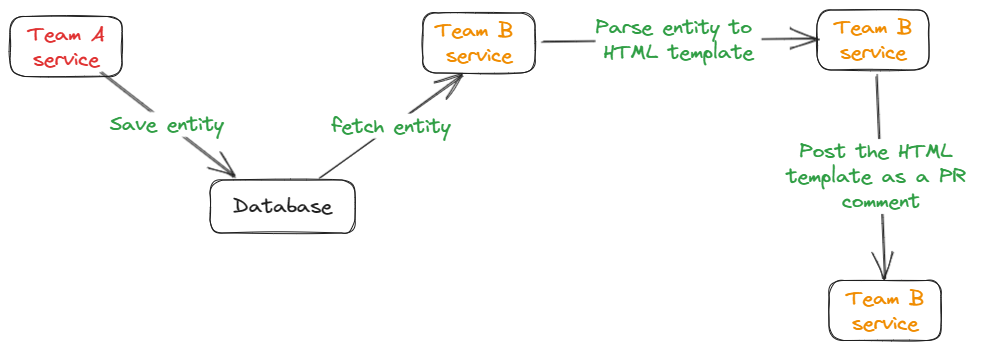 Team A
service
Save entity
Database
fetch entity
Team B
service
Parse entity to
HTML template
Team B
service
Post the HTML
template as a PR
comment
Team B
service